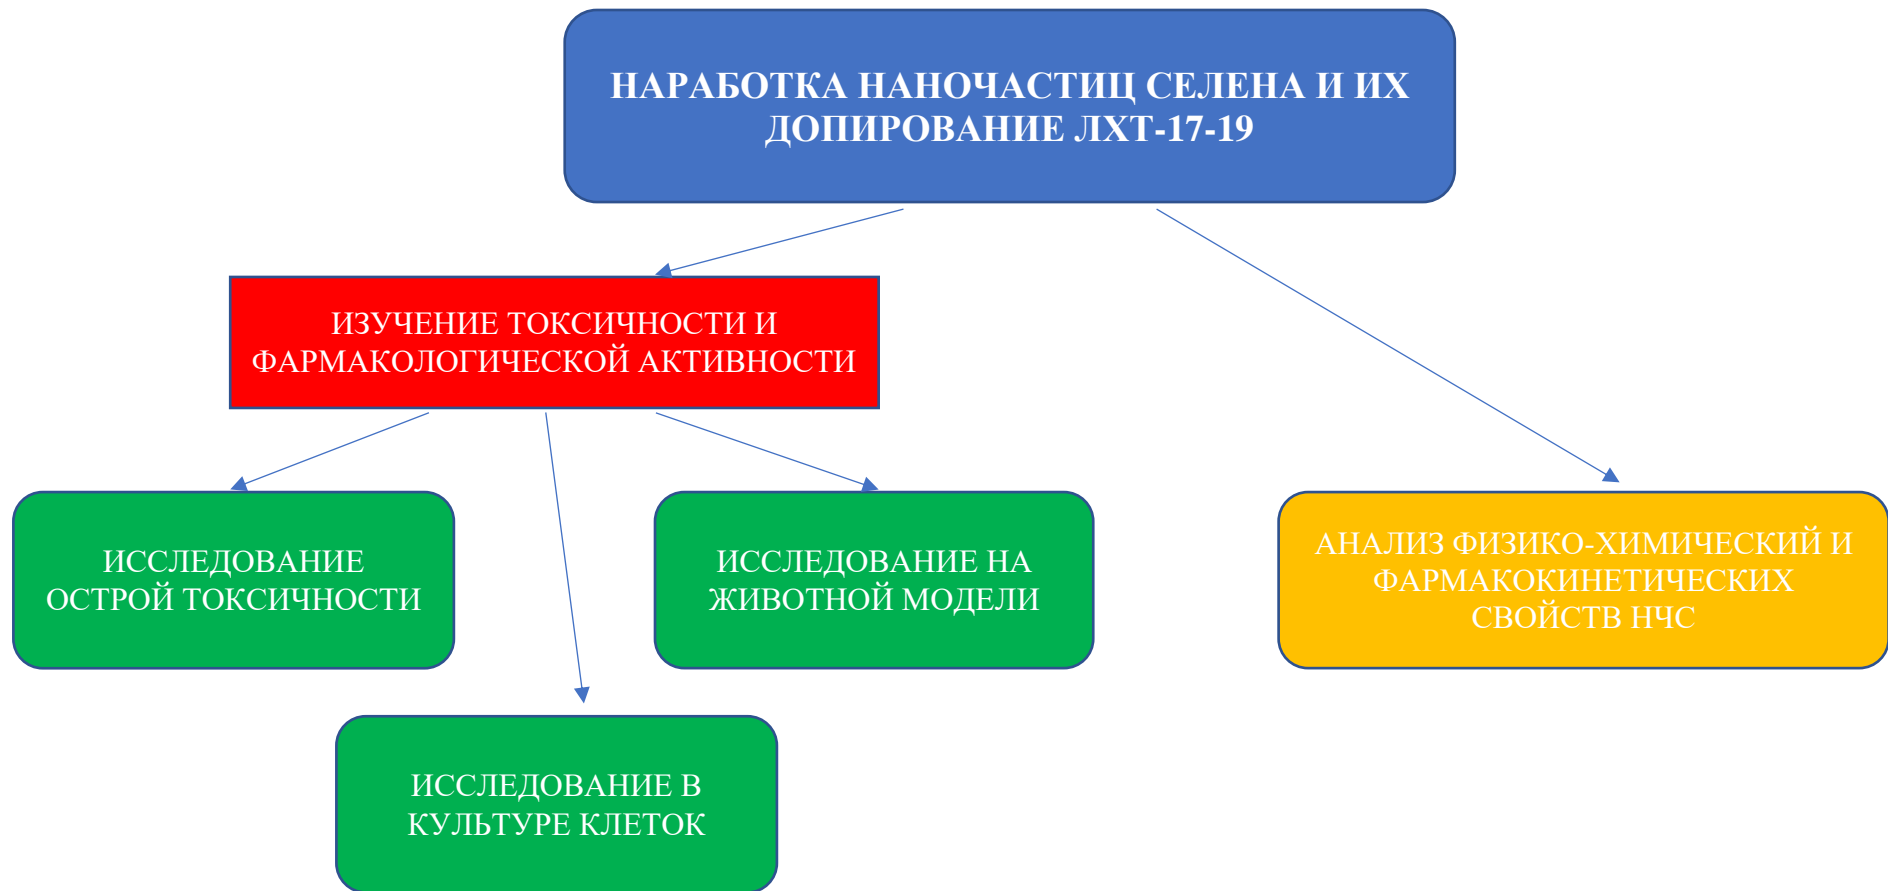 НАРАБОТКА НАНОЧАСТИЦ СЕЛЕНА И ИХ
ДОПИРОВАНИЕ ЛХТ-17-19
ИЗУЧЕНИЕ ТОКСИЧНОСТИ И
ФАРМАКОЛОГИЧЕСКОЙ АКТИВНОСТИ
ИССЛЕДОВАНИЕ
ОСТРОЙ ТОКСИЧНОСТИ
ИССЛЕДОВАНИЕ НА
ЖИВОТНОЙ МОДЕЛИ
АНАЛИЗ ФИЗИКО-ХИМИЧЕСКИЙ И
ФАРМАКОКИНЕТИЧЕСКИХ
СВОЙСТВ НЧС
ИССЛЕДОВАНИЕ В
КУЛЬТУРЕ КЛЕТОК